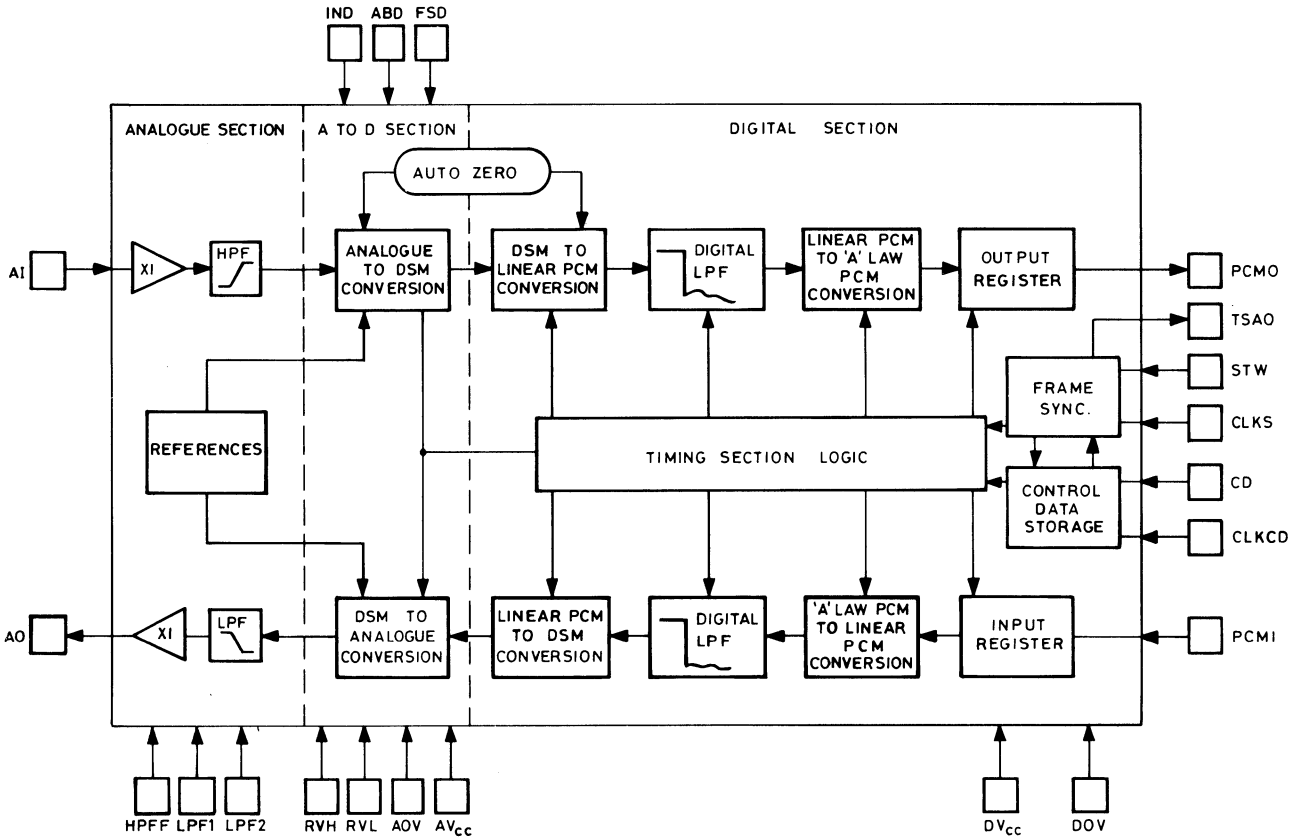 IND ABD FSD
ANALOGUE SECTION
A TO D SECTION
DIGITAL SECTION
AUTO ZERO
AI
X1
HPF
ANALOGUE
TO DSM
CONVERSION
DSM TO
LINEAR PCM
CONVERSION
DIGITAL
LPF
LINEAR PCM
TO 'A' LAW
PCM
CONVERSION
OUTPUT
REGISTER
PCMO
TSAO
STW
CLKS
CD
CLKCD
PCMI
FRAME
SYNC.
REFERENCES
TIMING SECTION LOGIC
CONTROL
DATA
STORAGE
AO
X1
LPF
DSM TO
ANALOGUE
CONVERSION
LINEAR PCM
TO DSM
CONVERSION
DIGITAL
LPF
'A' LAW PCM
TO LINEAR
PCM
CONVERSION
INPUT
REGISTER
HPFF LPF1 LPF2 RVH RVL AOV AVCC DVCC DOV